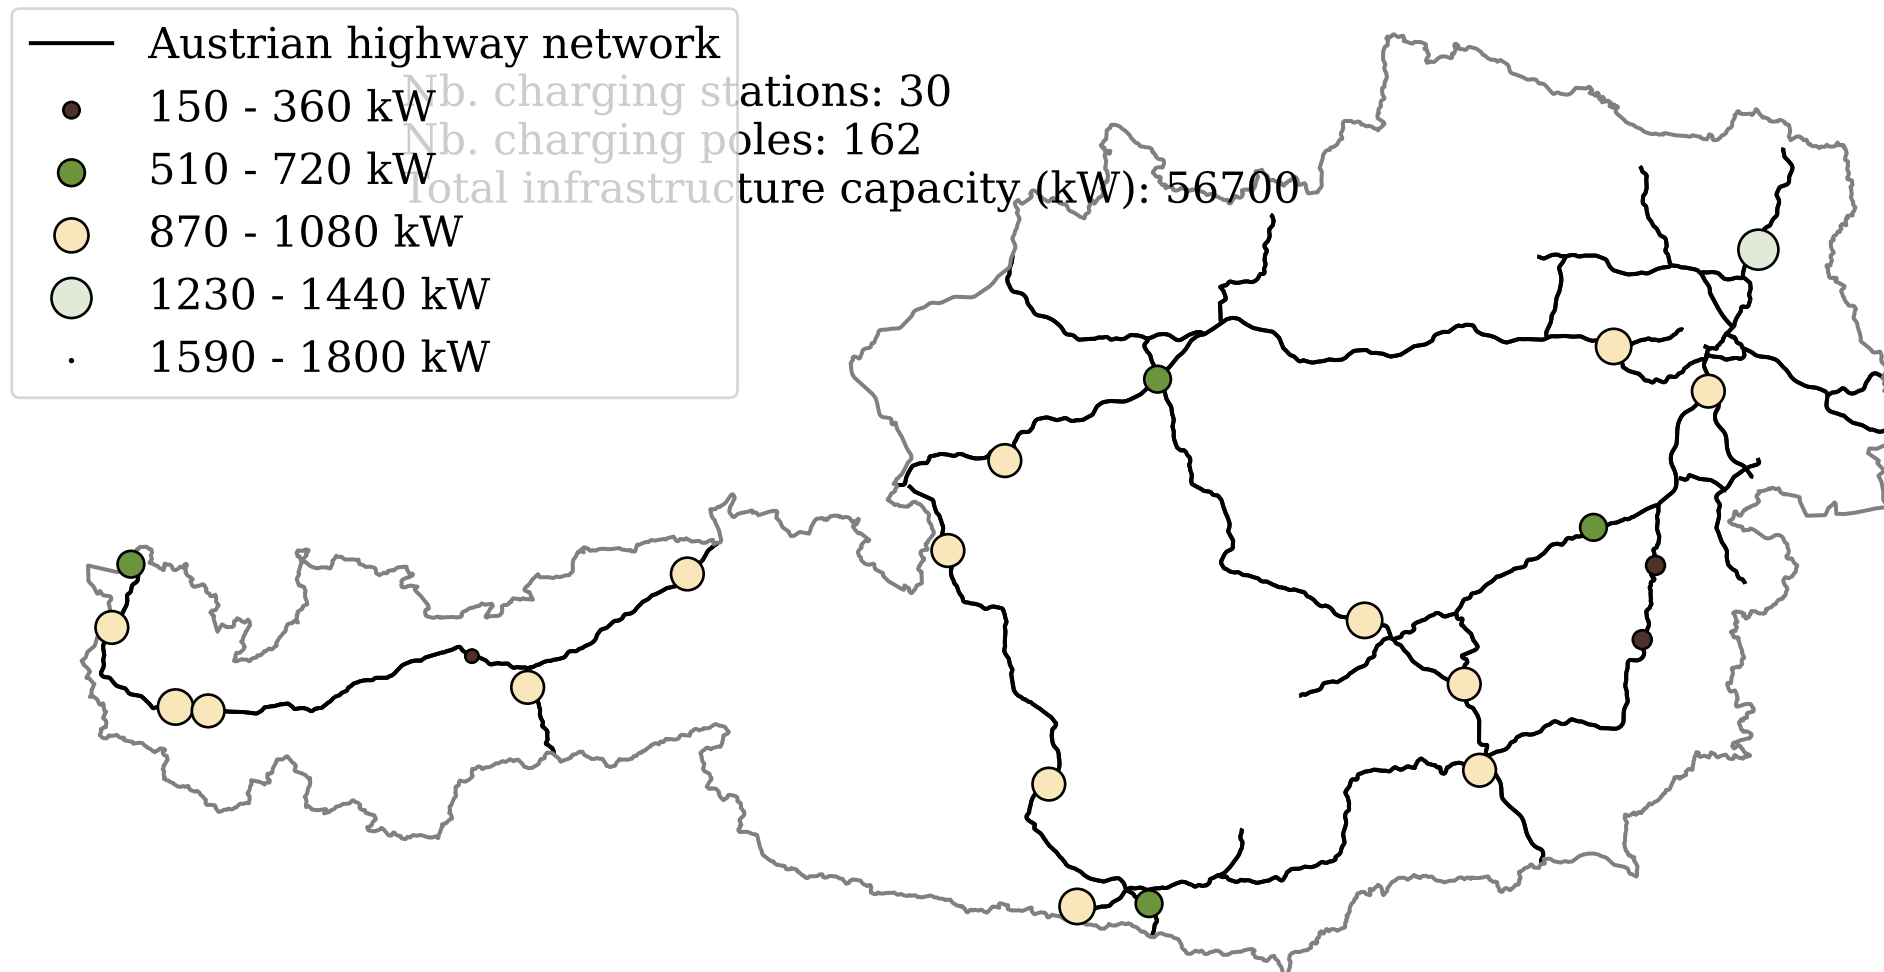 Austrian highway network
150 - 360 kW
510 - 720 kW
870 - 1080 kW
1230 - 1440 kW
1590 - 1800 kW
Nb. charging stations: 30
Nb. charging poles: 162
Total infrastructure capacity (kW): 56700